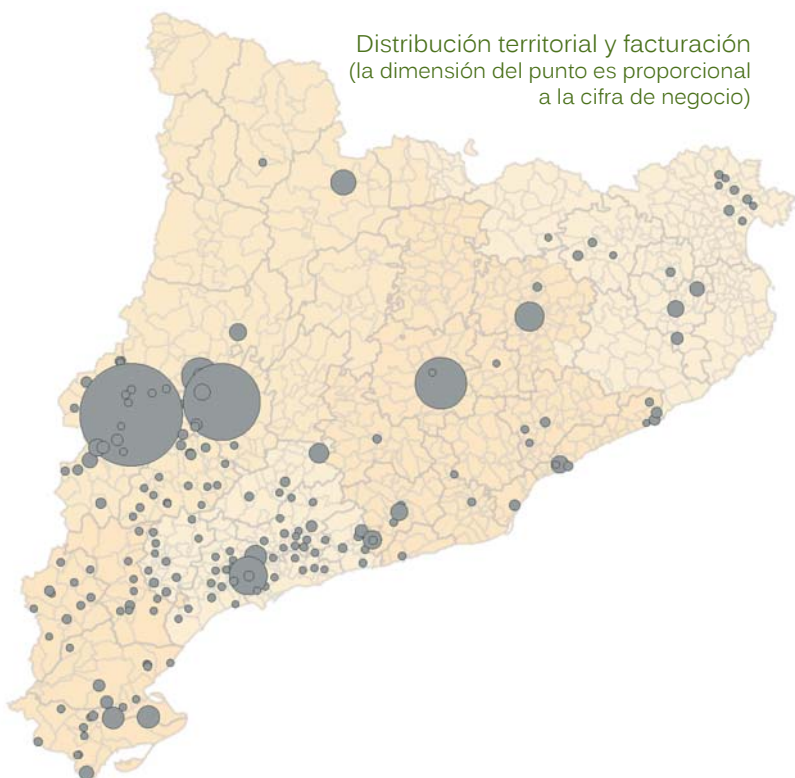 Distribución territorial y facturación
(la dimensión del punto es proporcional
a la cifra de negocio)